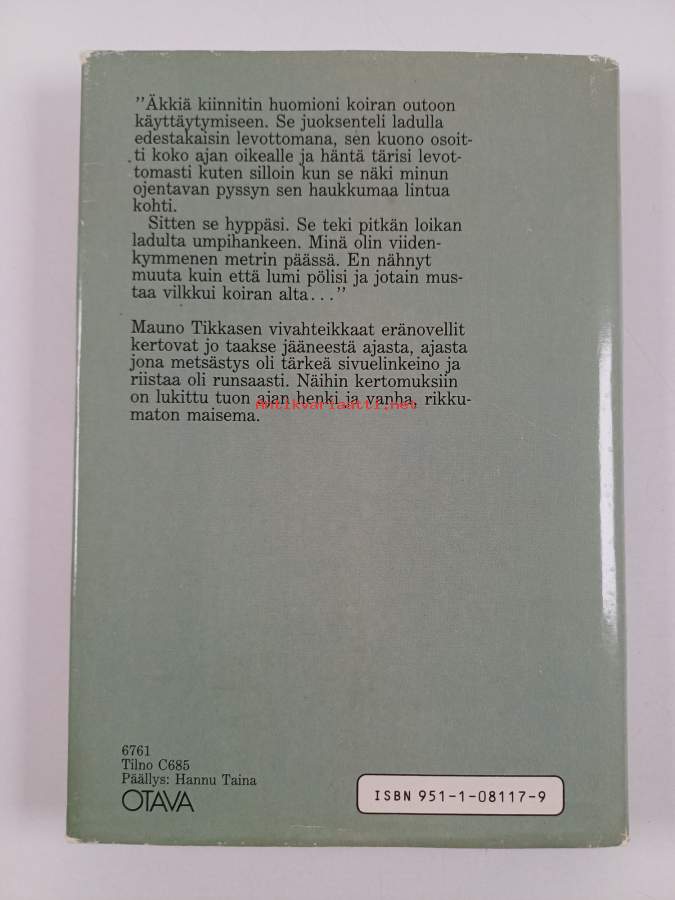 "Äkkiä kiinnitin huomioni koiran outoon
käyttäytymiseen. Se juoksenteli ladulla
edestakaisin levottomana, sen kuono osoit-
ti koko ajan oikealle ja häntä tärisi levot-
tomasti kuten silloin kun se näki minun
ojentavan pyssyn sen haukkumaa lintua
kohti.
Sitten se hyppäsi. Se teki pitkän loikan
ladulta umpihankeen. Minä olin viiden-
kymmenen metrin päässä. En nähnyt
muuta kuin että lumi pölisi ja jotain mus-
taa vilkkui koiran alta..."
Mauno Tikkasen vivahteikkaat eränovellit
kertovat jo taakse jääneestä ajasta, ajasta
jona metsästys oli tärkeä sivuelinkeino ja
riistaa oli runsaasti. Näihin kertomuksiin
on lukittu tuon ajan henki ja vanha, rikku-
Antikvariaatti.net
maton maisema.
6761
Tilno C685
Päällys: Hannu Taina
OTAVA
ISBN 951-1-08117-9